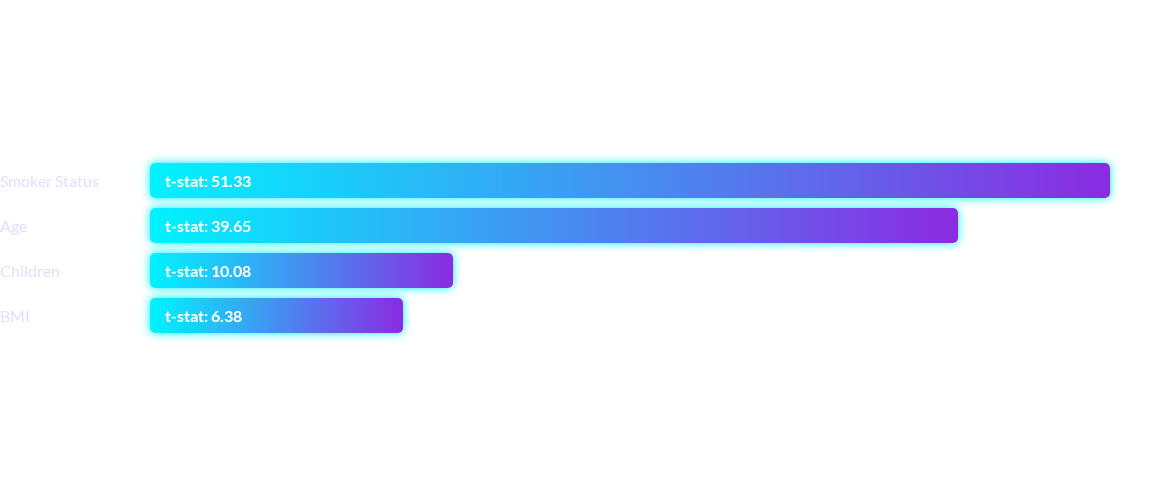 Smoker Status t-stat: 51.33
Age t-stat: 39.65
Children t-stat: 10.08
BMI t-stat: 6.38